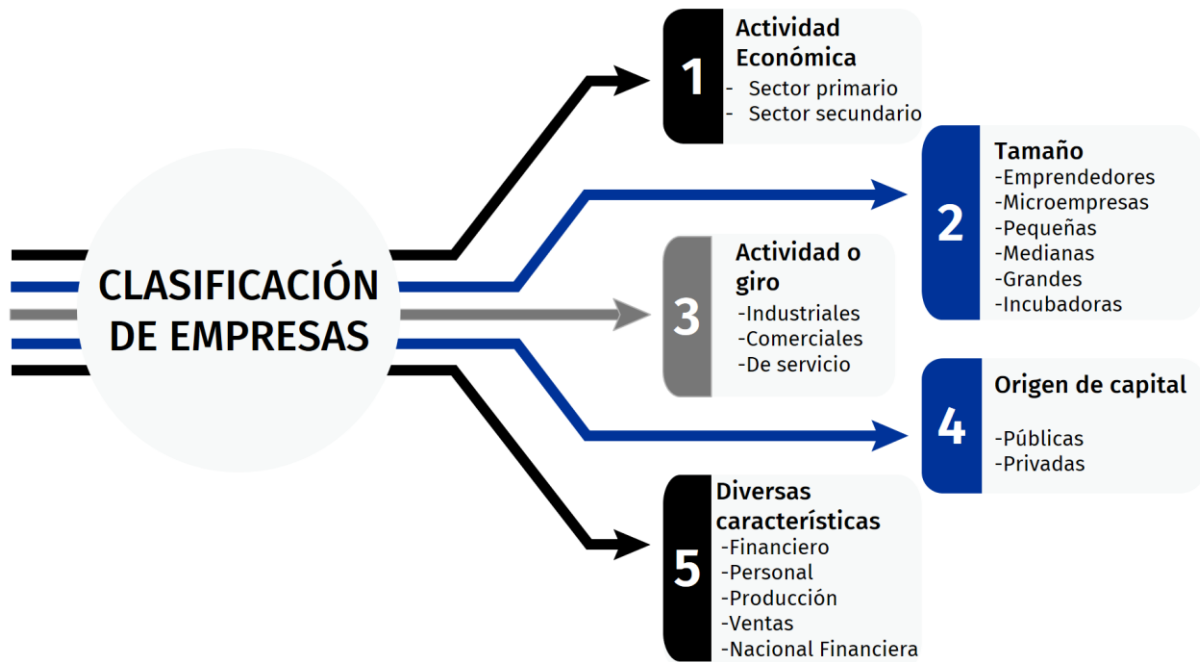 CLASIFICACIÓN
DE EMPRESAS
1
Actividad
Económica
- Sector primario
- Sector secundario
2
Tamaño
-Emprendedores
-Microempresas
-Pequeñas
-Medianas
-Grandes
-Incubadoras
3
Actividad o
giro
-Industriales
-Comerciales
-De servicio
4
Origen de capital
-Públicas
-Privadas
5
Diversas
características
-Financiero
-Personal
-Producción
-Ventas
-Nacional Financiera